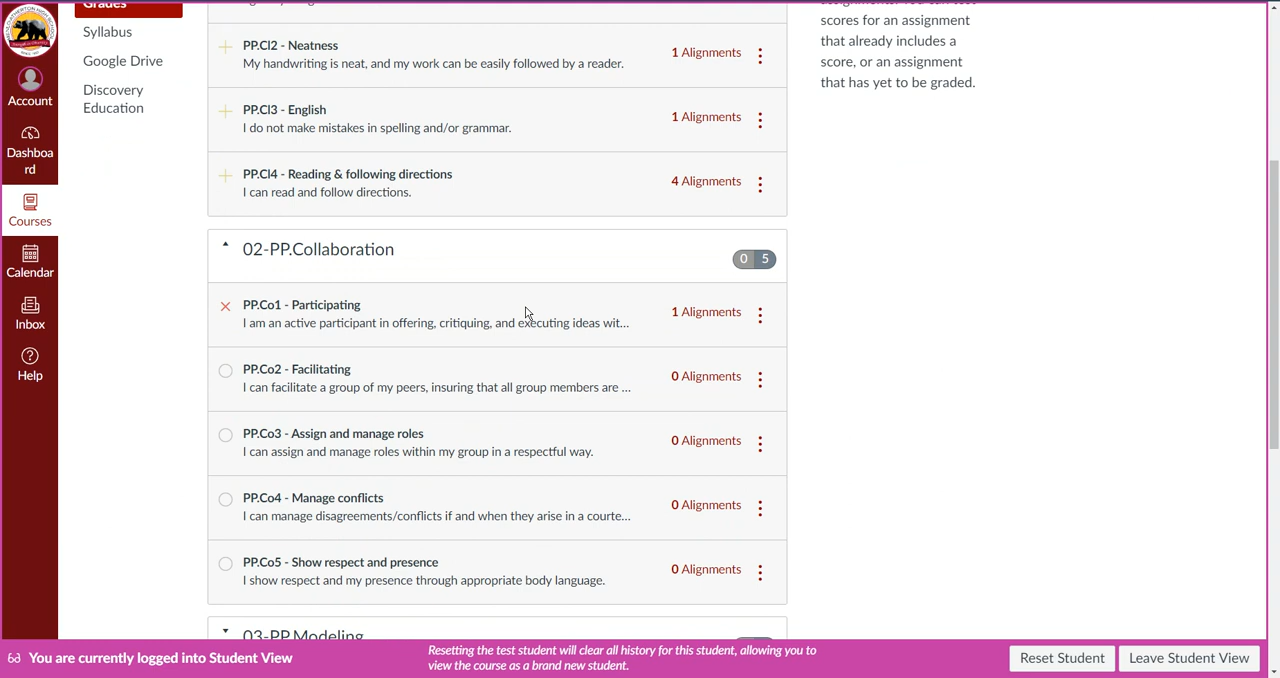 Grades
Syllabus
Google Drive
Discovery
Education
Account
Dashboa
rd
Courses
Calendar
Inbox
Help
PP.Cl2 - Neatness
My handwriting is neat, and my work can be easily followed by a reader.
1 Alignments
PP.Cl3 - English
I do not make mistakes in spelling and/or grammar.
1 Alignments
PP.Cl4 - Reading & following directions
I can read and follow directions.
4 Alignments
02-PP.Collaboration
0 5
PP.Co1 - Participating
I am an active participant in offering, critiquing, and executing ideas wit...
1 Alignments
PP.Co2 - Facilitating
I can facilitate a group of my peers, insuring that all group members are ...
0 Alignments
PP.Co3 - Assign and manage roles
I can assign and manage roles within my group in a respectful way.
0 Alignments
PP.Co4 - Manage conflicts
I can manage disagreements/conflicts if and when they arise in a courte...
0 Alignments
PP.Co5 - Show respect and presence
I show respect and my presence through appropriate body language.
0 Alignments
03-PP.Modeling
scores for an assignment
that already includes a
score, or an assignment
that has yet to be graded.
You are currently logged into Student View
Resetting the test student will clear all history for this student, allowing you to
view the course as a brand new student.
Reset Student
Leave Student View